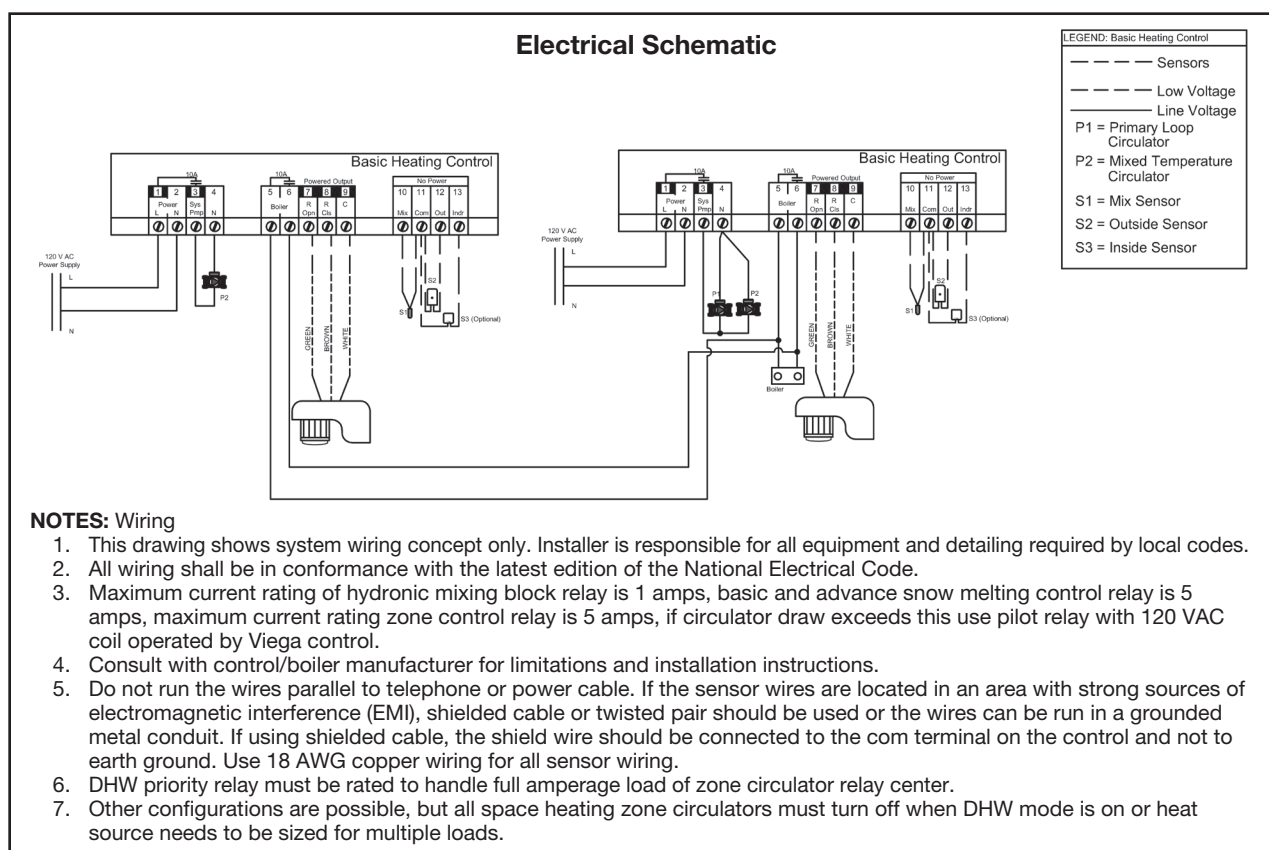 Electrical Schematic
LEGEND: Basic Heating Control
Sensors
Low Voltage
Line Voltage
P1 = Primary Loop
Circulator
P2 = Mixed Temperature
Circulator
S1 = Mix Sensor
S2 = Outside Sensor
S3 = Inside Sensor
Basic Heating Control
10A 10A Powered Output No Power
1 2 3 4 5 6 7 8 9 10 11 12 13
Power Sys Boiler R R C
L N Pmp N Opn Cls Mix Com Out Indr
120 V AC
Power Supply
L
N
P2
GREEN
BROWN
WHITE
S1
S2
S3 (Optional)
Basic Heating Control
10A 10A Powered Output No Power
1 2 3 4 5 6 7 8 9 10 11 12 13
Power Sys Boiler R R C
L N Pmp N Opn Cls Mix Com Out Indr
120 V AC
Power Supply
L
N
P1
P2
Boiler
GREEN
BROWN
WHITE
S1
S2
S3 (Optional)
NOTES: Wiring
1. This drawing shows system wiring concept only. Installer is responsible for all equipment and detailing required by local codes.
2. All wiring shall be in conformance with the latest edition of the National Electrical Code.
3. Maximum current rating of hydronic mixing block relay is 1 amps, basic and advance snow melting control relay is 5
amps, maximum current rating zone control relay is 5 amps, if circulator draw exceeds this use pilot relay with 120 VAC
coil operated by Viega control.
4. Consult with control/boiler manufacturer for limitations and installation instructions.
5. Do not run the wires parallel to telephone or power cable. If the sensor wires are located in an area with strong sources of
electromagnetic interference (EMI), shielded cable or twisted pair should be used or the wires can be run in a grounded
metal conduit. If using shielded cable, the shield wire should be connected to the com terminal on the control and not to
earth ground. Use 18 AWG copper wiring for all sensor wiring.
6. DHW priority relay must be rated to handle full amperage load of zone circulator relay center.
7. Other configurations are possible, but all space heating zone circulators must turn off when DHW mode is on or heat
source needs to be sized for multiple loads.